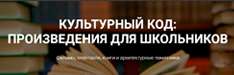 КУЛЬТУРНЫЙ КОД:
ПРОИЗВЕДЕНИЯ ДЛЯ ШКОЛЬНИКОВ
фильмы, спектакли, книги и архитектурные памятники